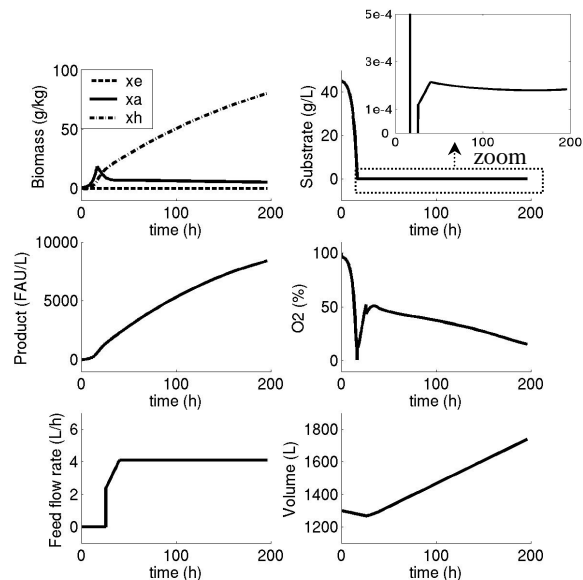 100
50
0
0
100
200
Biomass (g/kg)
time (h)
xe
xa
xh
5e-4
4e-4
1e-4
0
0
100
200
zoom
40
20
0
0
100
200
Substrate (g/L)
time (h)
10000
5000
0
0
100
200
Product (FAU/L)
time (h)
100
50
0
0
100
200
O2 (%)
time (h)
6
4
2
0
0
100
200
Feed flow rate (L/h)
time (h)
1800
1600
1400
1200
0
100
200
Volume (L)
time (h)